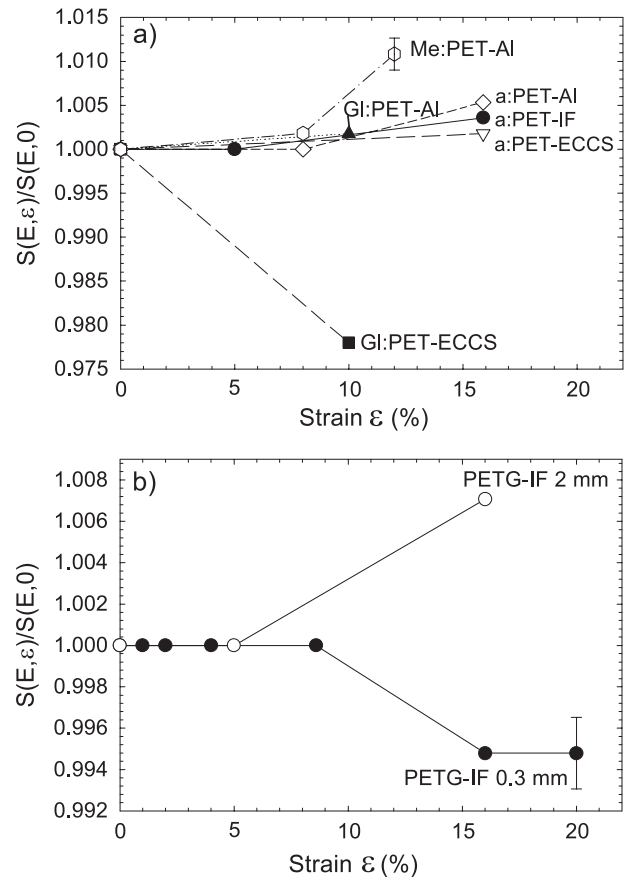 a)
1.015
1.010
1.005
1.000
0.995
0.990
0.985
0.980
0.975
S(E,ε)/S(E,0)
Me:PET-Al
Gl:PET-Al
a:PET-Al
a:PET-IF
a:PET-ECCS
Gl:PET-ECCS
0 5 10 15 20
Strain ε (%)
b)
1.008
1.006
1.004
1.002
1.000
0.998
0.996
0.994
0.992
S(E,ε)/S(E,0)
PETG-IF 2 mm
PETG-IF 0.3 mm
0 5 10 15 20
Strain ε (%)